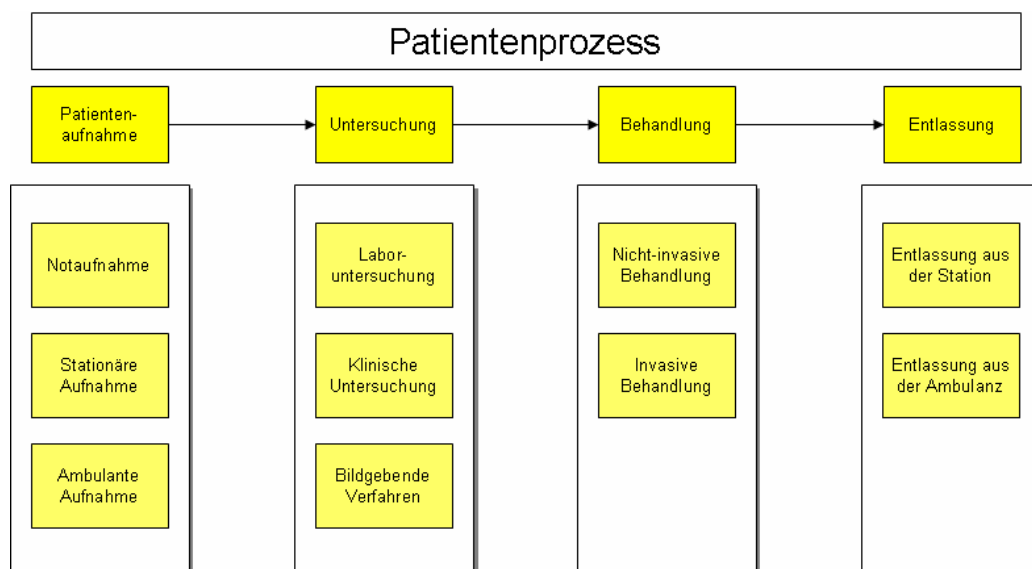 Patientenprozess
Patienten-
aufnahme
Untersuchung
Behandlung
Entlassung
Notaufnahme
Stationäre
Aufnahme
Ambulante
Aufnahme
Labor-
untersuchung
Klinische
Untersuchung
Bildgebende
Verfahren
Nicht-invasive
Behandlung
Invasive
Behandlung
Entlassung aus
der Station
Entlassung aus
der Ambulanz